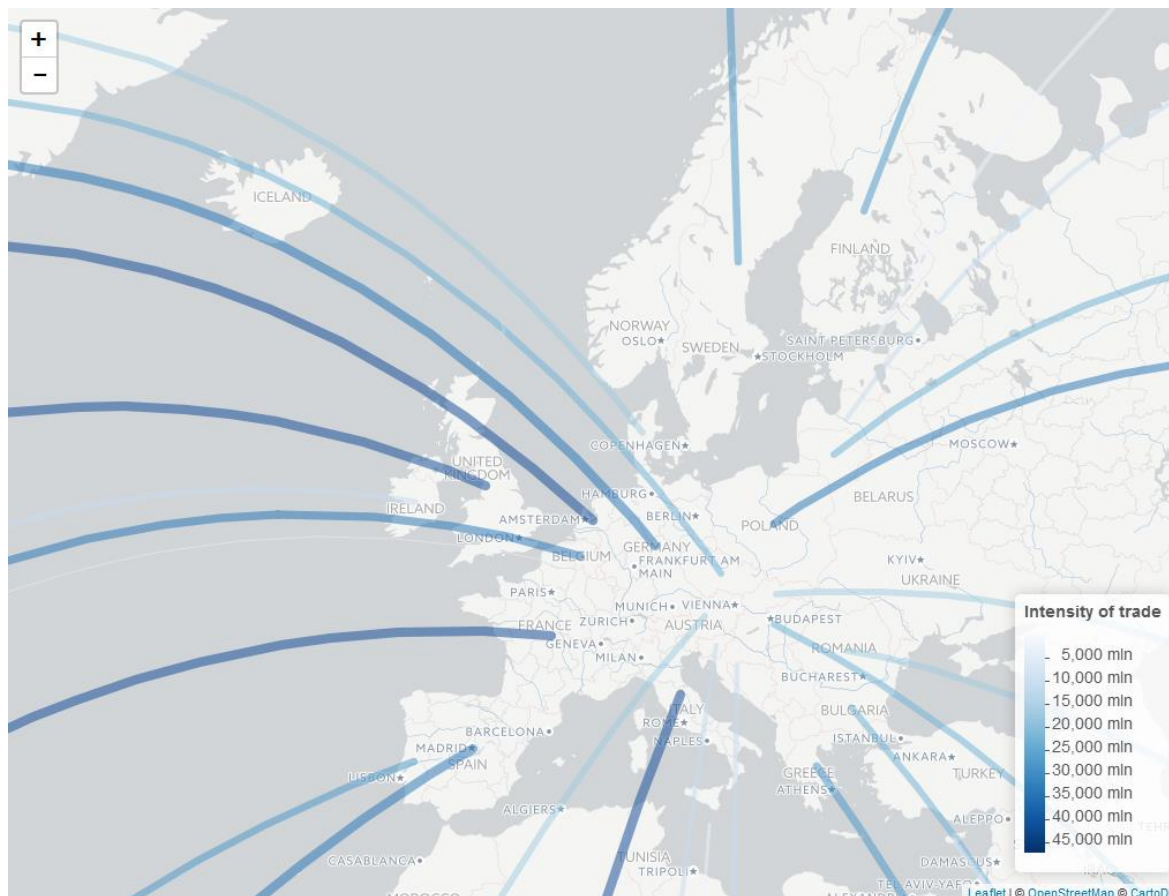 +
−
ICELAND
FINLAND
NORWAY
OSLO
SWEDEN
SAINT PETERSBURG
STOCKHOLM
COPENHAGEN
MOSCOW
UNITED
KINGDOM
IRELAND
HAMBURG
BELARUS
AMSTERDAM
BERLIN
POLAND
LONDON
BELGIUM
GERMANY
FRANKFURT AM
MAIN
KYIV
UKRAINE
PARIS
MUNICH
VIENNA
FRANCE
ZÜRICH
AUSTRIA
BUDAPEST
GENEVA
MILAN
ROMANIA
BUCHAREST
ITALY
ROME
BULGARIA
BARCELONA
NAPLES
ISTANBUL
MADRID
SPAIN
ANKARA
LISBON
GREECE
TURKEY
ATHENS
ALGIERS
ALEPPO
CASABLANCA
TUNISIA
TRIPOLI
DAMASCUS
TEL AVIV-YAFO
MOROCCO
Intensity of trade
5,000 mln
10,000 mln
15,000 mln
20,000 mln
25,000 mln
30,000 mln
35,000 mln
40,000 mln
45,000 mln
Leaflet | © OpenStreetMap © CartoD